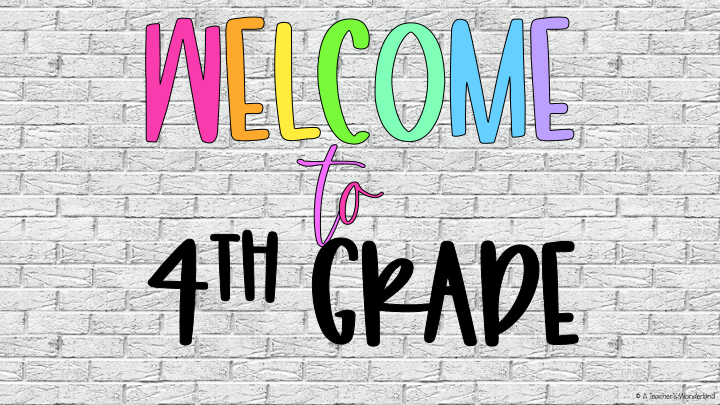 WELCOME
to
4TH GRADE
© A Teacher's Wonderland